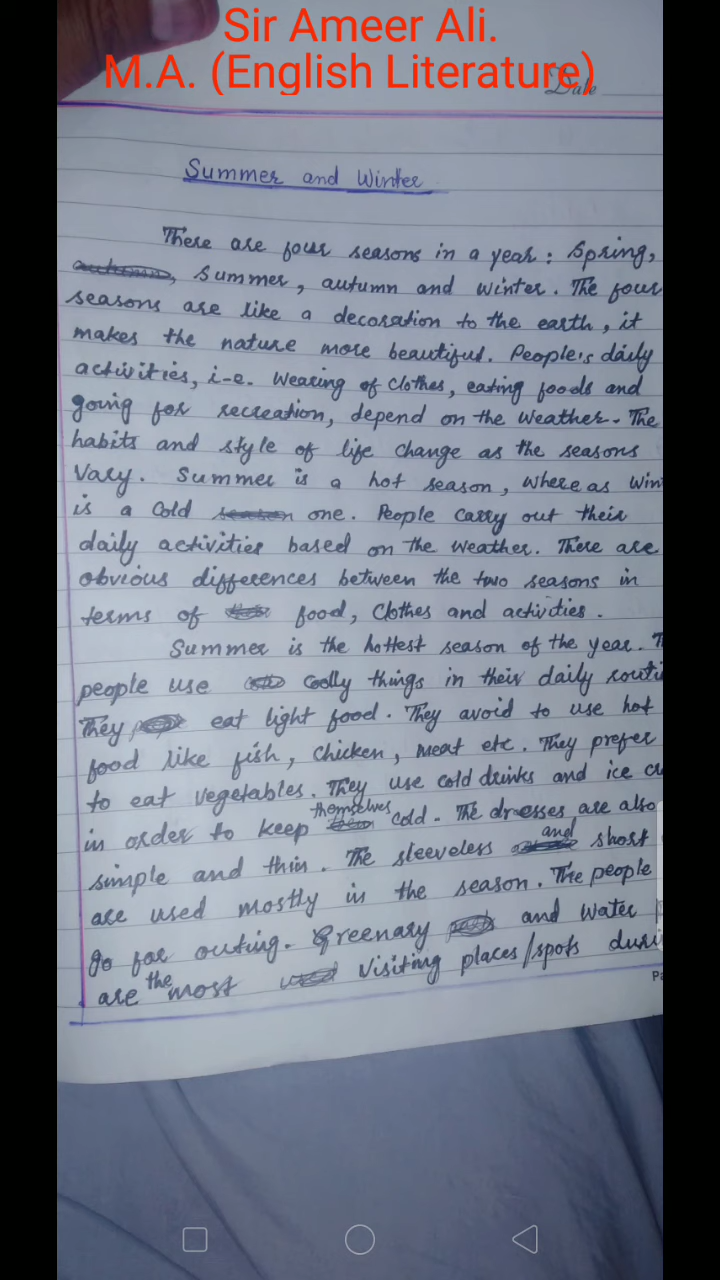 Sir Ameer Ali.
M.A. (English Literature)
Date
Summer and Winter
There are four seasons in a year : Spring,
, Summer, autumn and winter. The four
seasons are like a decoration to the earth, it
makes the nature more beautiful. People's daily
activities, i-e. Wearing of clothes, eating foods and
going for recreation, depend on the weather. The
habits and style of life change as the seasons
Vary. Summer is a hot season, where as Win
is a Cold one. People carry out their
daily activities based on the weather. There are
obvious differences between the two seasons in
terms of food, Clothes and activities.
Summer is the hottest season of the year. T
people use coolly things in their daily routi
They eat light food. They avoid to use hot
food like fish, Chicken, meat etc. They prefer
to eat vegetables. They use cold drinks and ice cr
in order to keep themselves cold. The dresses are also
simple and thin. The sleeveless and short
are used mostly in the season. The people
go for outing. Greenary and Water p
are the most visiting places/spots duri